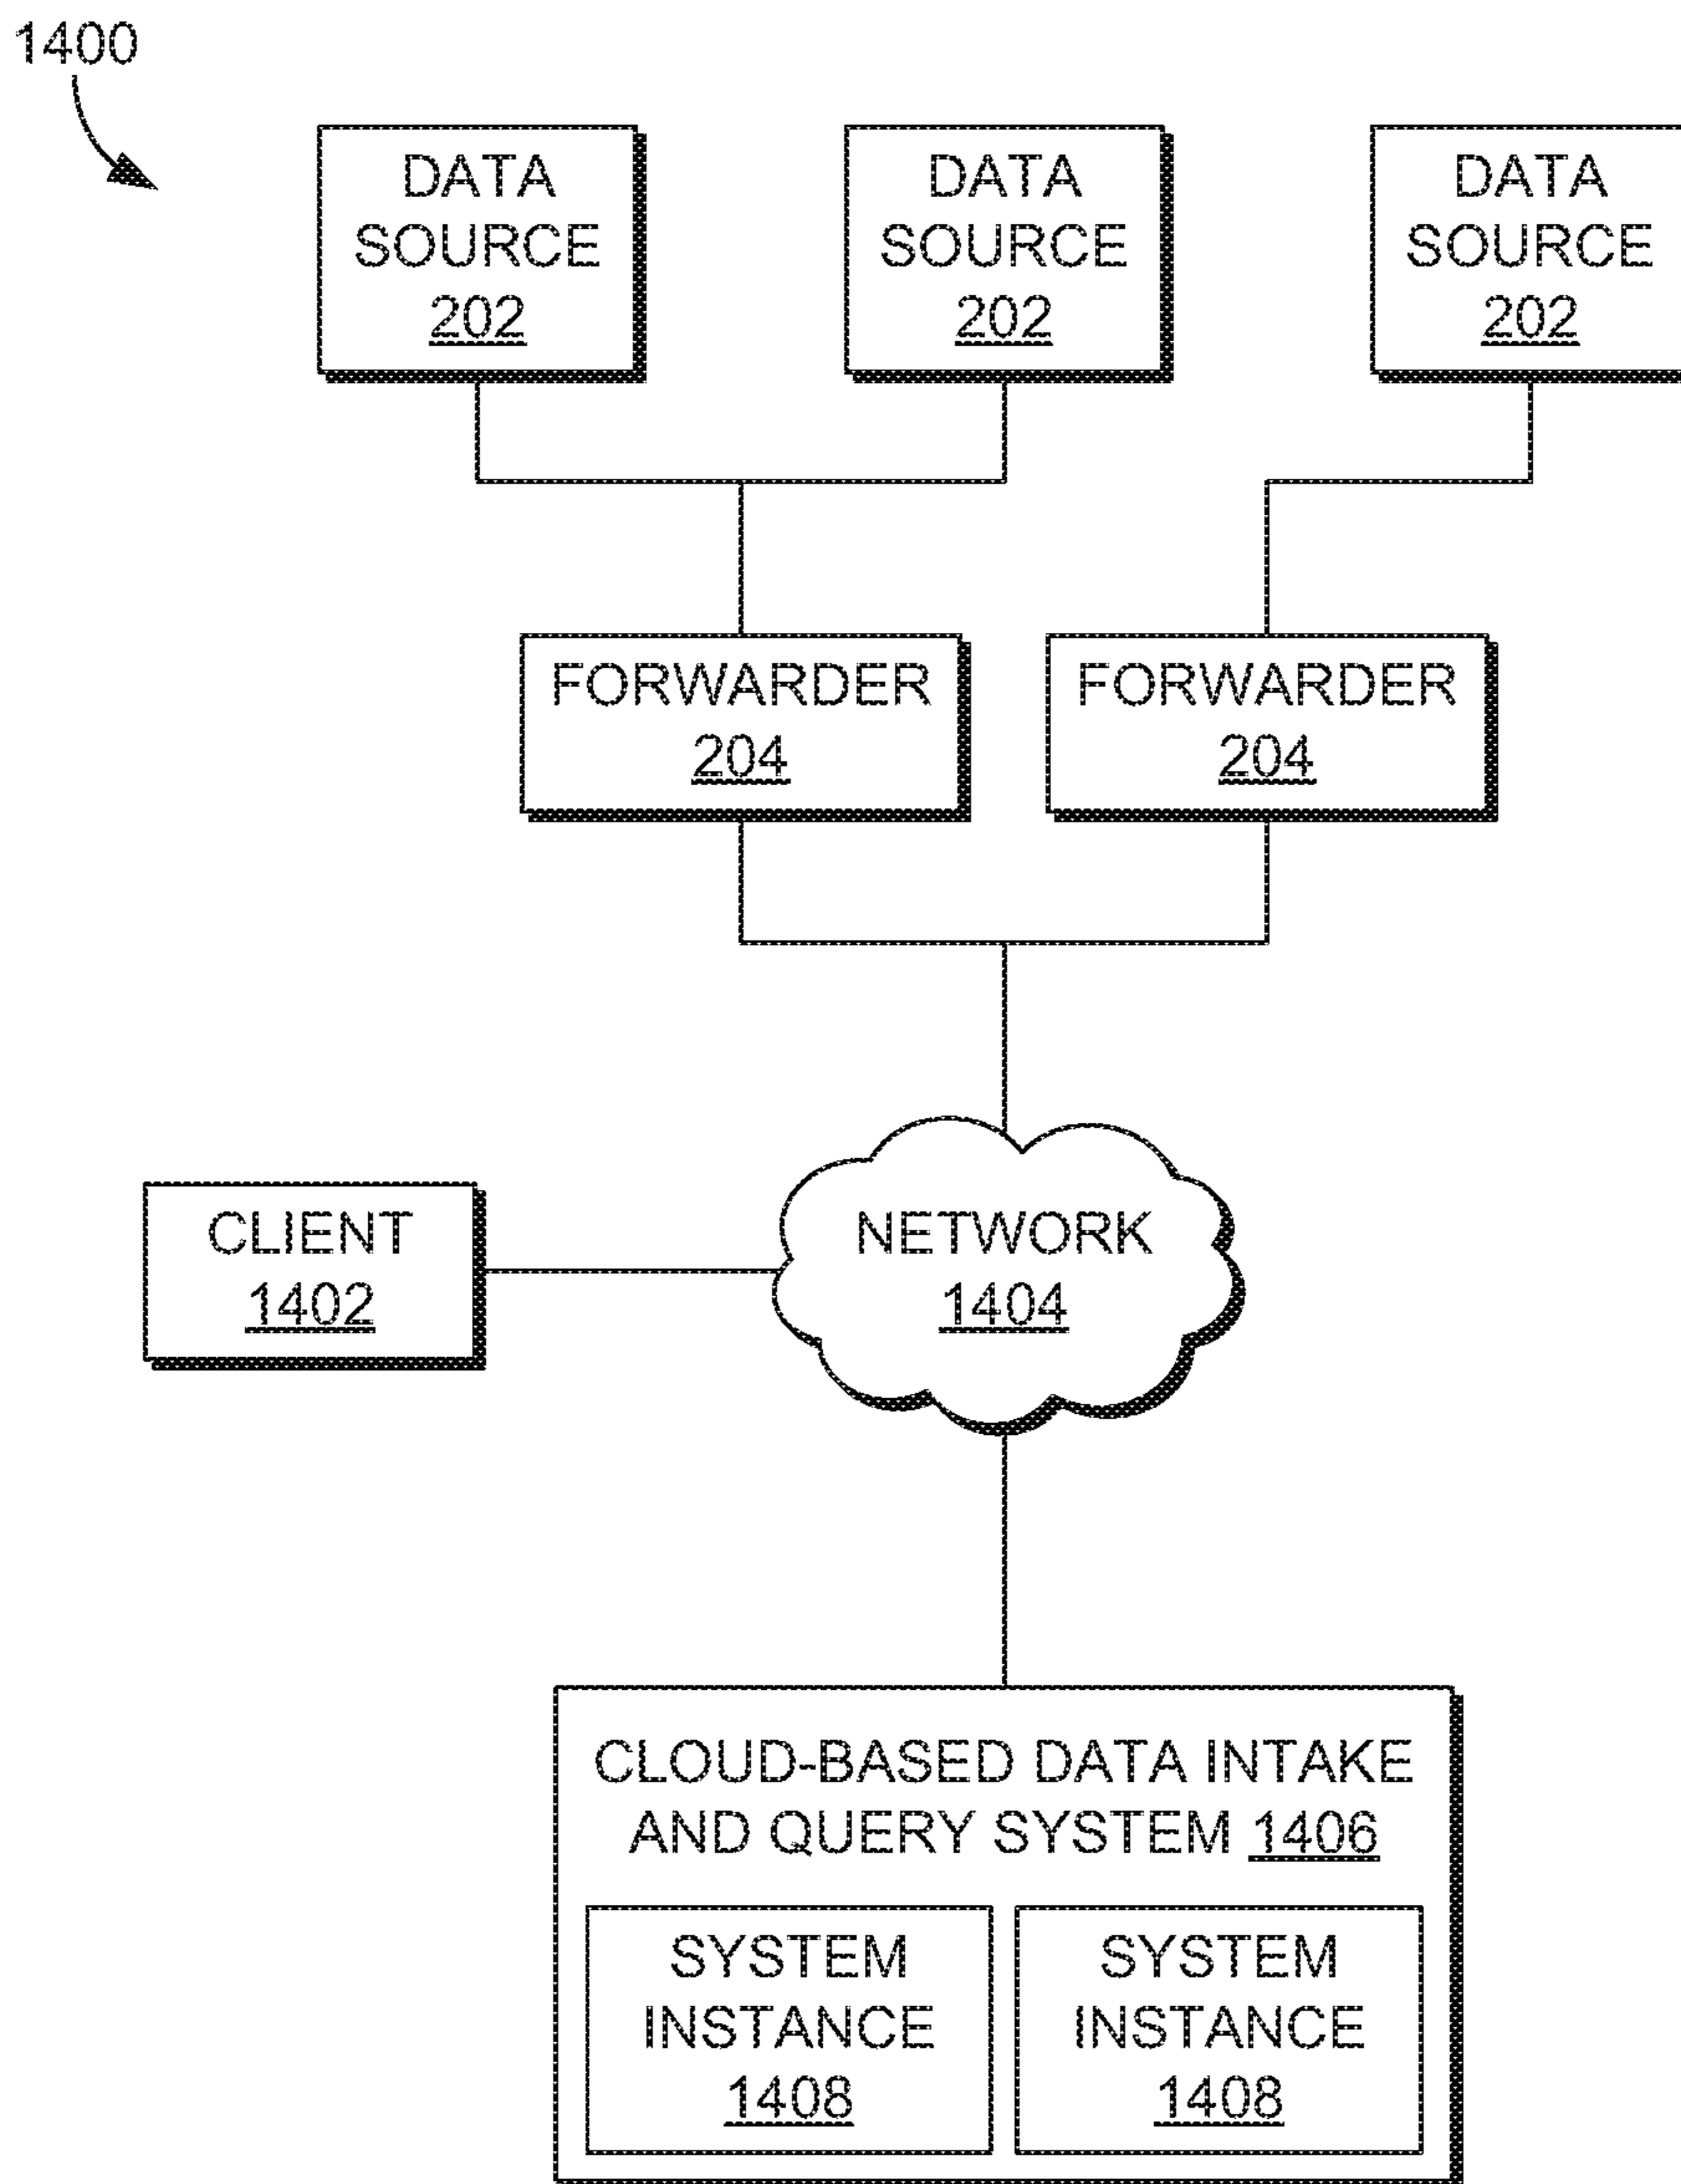 1400
DATA
SOURCE
202
DATA
SOURCE
202
DATA
SOURCE
202
FORWARDER
204
FORWARDER
204
CLIENT
1402
NETWORK
1404
CLOUD-BASED DATA INTAKE
AND QUERY SYSTEM 1406
SYSTEM
INSTANCE
1408
SYSTEM
INSTANCE
1408